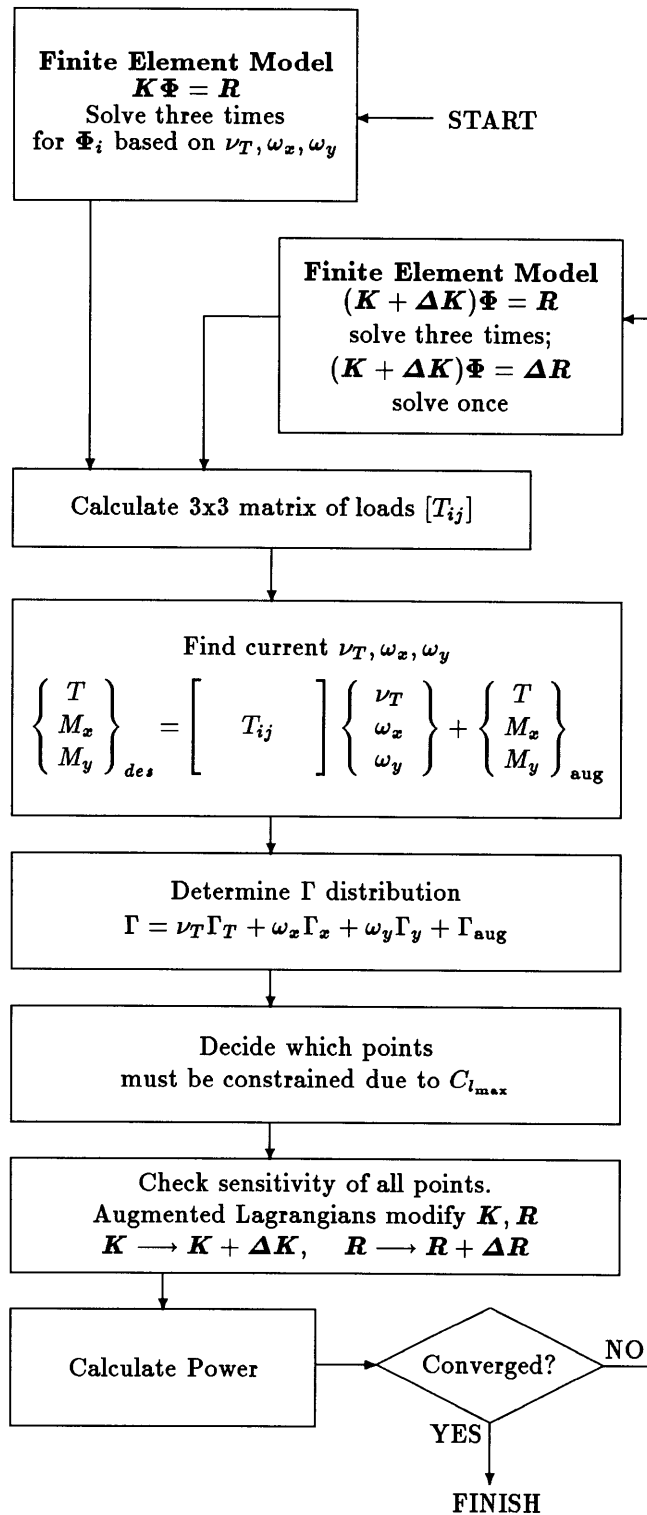 Finite Element Model
KΦ = R
Solve three times
for Φ_i based on ν_T, ω_x, ω_y
START
Finite Element Model
(K + ΔK)Φ = R
solve three times;
(K + ΔK)Φ = ΔR
solve once
Calculate 3x3 matrix of loads [T_ij]
Find current ν_T, ω_x, ω_y
{ T M_x M_y }_des = [ T_ij ] { ν_T ω_x ω_y } + { T M_x M_y }_aug
Determine Γ distribution
Γ = ν_TΓ_T + ω_xΓ_x + ω_yΓ_y + Γ_aug
Decide which points
must be constrained due to C_l_max
Check sensitivity of all points.
Augmented Lagrangians modify K, R
K ⟶ K + ΔK, R ⟶ R + ΔR
Calculate Power
Converged?
NO
YES
FINISH